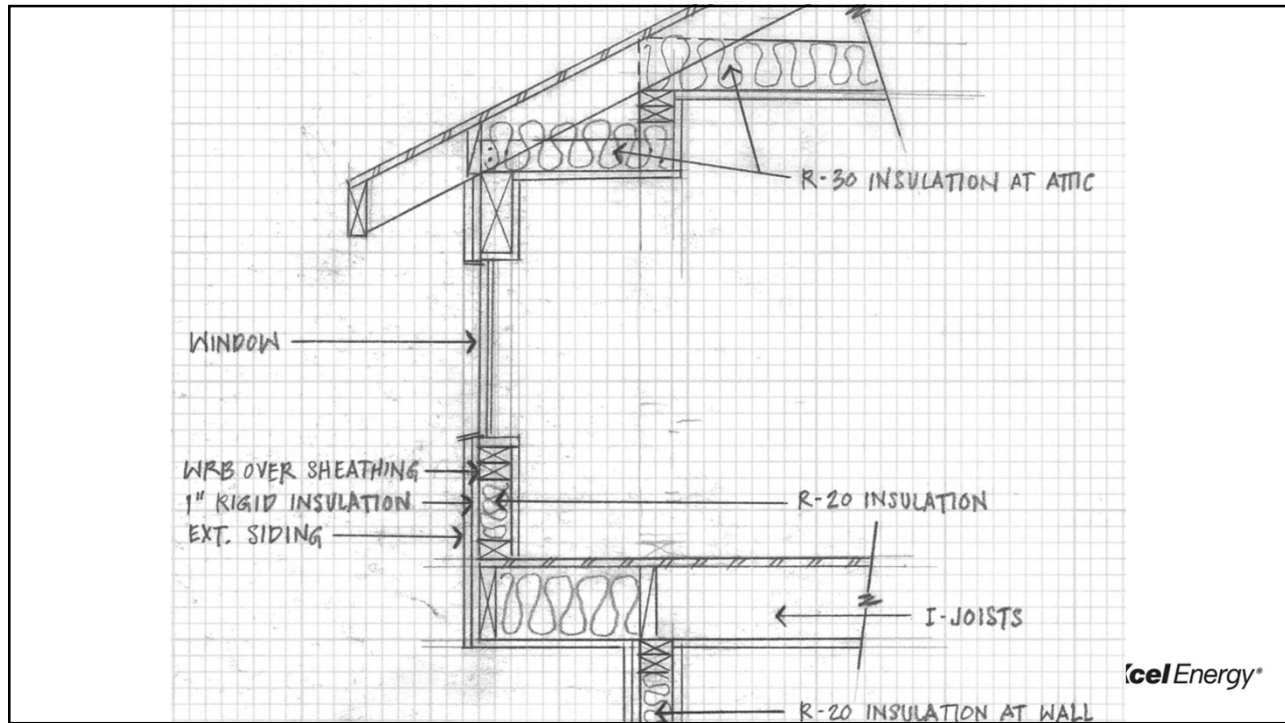 R-30 INSULATION AT ATTIC
WINDOW
WRB OVER SHEATHING
1" RIGID INSULATION
EXT. SIDING
R-20 INSULATION
I-JOISTS
R-20 INSULATION AT WALL
Xcel Energy®